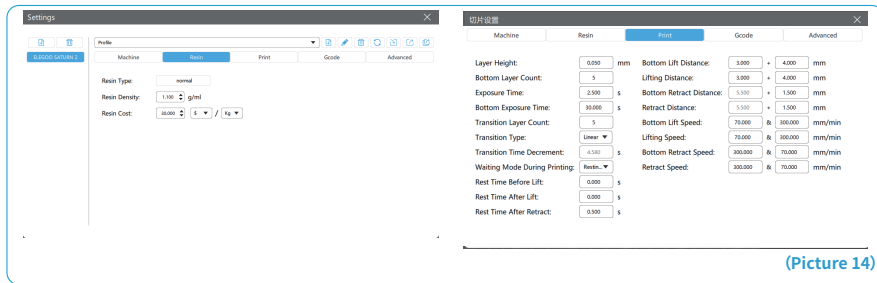 Settings
ELEGOO SATURN 2
Profile
Machine Resin Print Gcode Advanced
Resin Type: normal
Resin Density: 1.100 g/ml
Resin Cost: 30.000 $ / Kg
切片设置
Machine Resin Print Gcode Advanced
Layer Height: 0.050 mm Bottom Lift Distance: 3.000 + 4.000 mm
Bottom Layer Count: 5 Lifting Distance: 3.000 + 4.000 mm
Exposure Time: 2.500 s Bottom Retract Distance: 5.500 + 1.500 mm
Bottom Exposure Time: 30.000 s Retract Distance: 5.500 + 1.500 mm
Transition Layer Count: 5 Bottom Lift Speed: 70.000 & 300.000 mm/min
Transition Type: Linear Lifting Speed: 70.000 & 300.000 mm/min
Transition Time Decrement: 4.580 s Bottom Retract Speed: 300.000 & 70.000 mm/min
Waiting Mode During Printing: Restin... Retract Speed: 300.000 & 70.000 mm/min
Rest Time Before Lift: 0.000 s
Rest Time After Lift: 0.000 s
Rest Time After Retract: 0.500 s
(Picture 14)